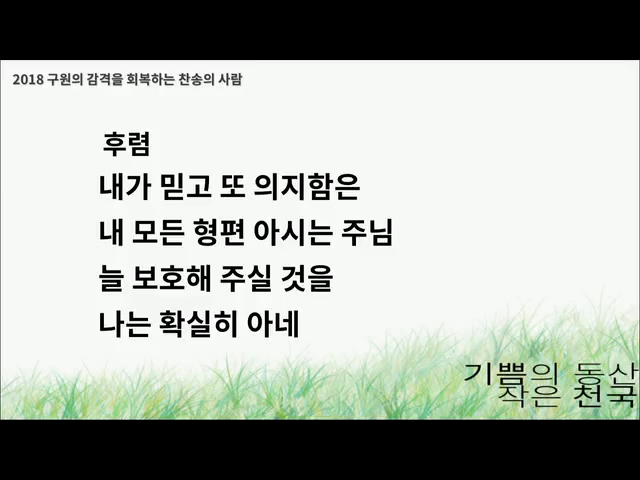 2018 구원의 감격을 회복하는 찬송의 사람
후렴
내가 믿고 또 의지함은
내 모든 형편 아시는 주님
늘 보호해 주실 것을
나는 확실히 아네
기쁨의 동산
작은 천국